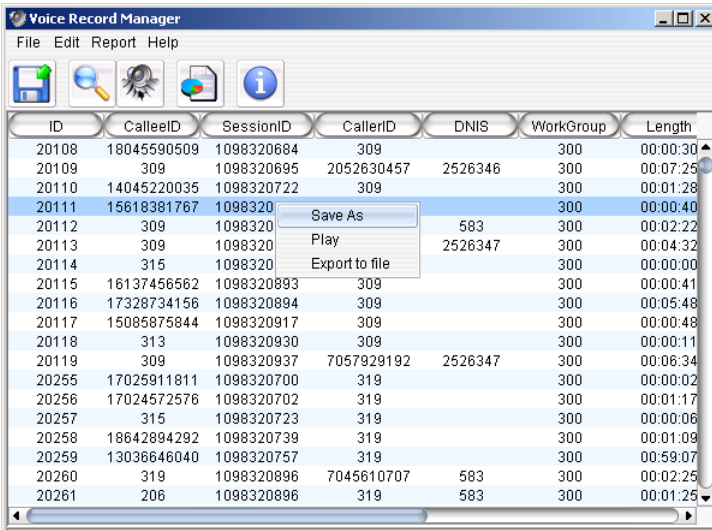 Voice Record Manager
File Edit Report Help
ID CalleeID SessionID CallerID DNIS WorkGroup Length
20108 18045590509 1098320684 309 300 00:00:30
20109 309 1098320695 2052630457 2526346 300 00:07:25
20110 14045220035 1098320722 309 300 00:01:28
20111 15618381767 1098320 300 00:00:40
Save As
20112 309 1098320 583 300 00:02:22
Play
20113 309 1098320 2526347 300 00:04:32
Export to file
20114 315 1098320 300 00:00:00
20115 16137456562 1098320893 309 300 00:00:41
20116 17328734156 1098320894 309 300 00:05:48
20117 15085875844 1098320917 309 300 00:00:48
20118 313 1098320930 309 300 00:00:11
20119 309 1098320937 7057929192 2526347 300 00:06:34
20255 17025911811 1098320700 319 300 00:00:02
20256 17024572576 1098320702 319 300 00:01:17
20257 315 1098320723 319 300 00:00:06
20258 18642894292 1098320739 319 300 00:01:09
20259 13036646040 1098320757 319 300 00:59:07
20260 319 1098320896 7045610707 583 300 00:02:25
20261 206 1098320896 319 583 300 00:01:25